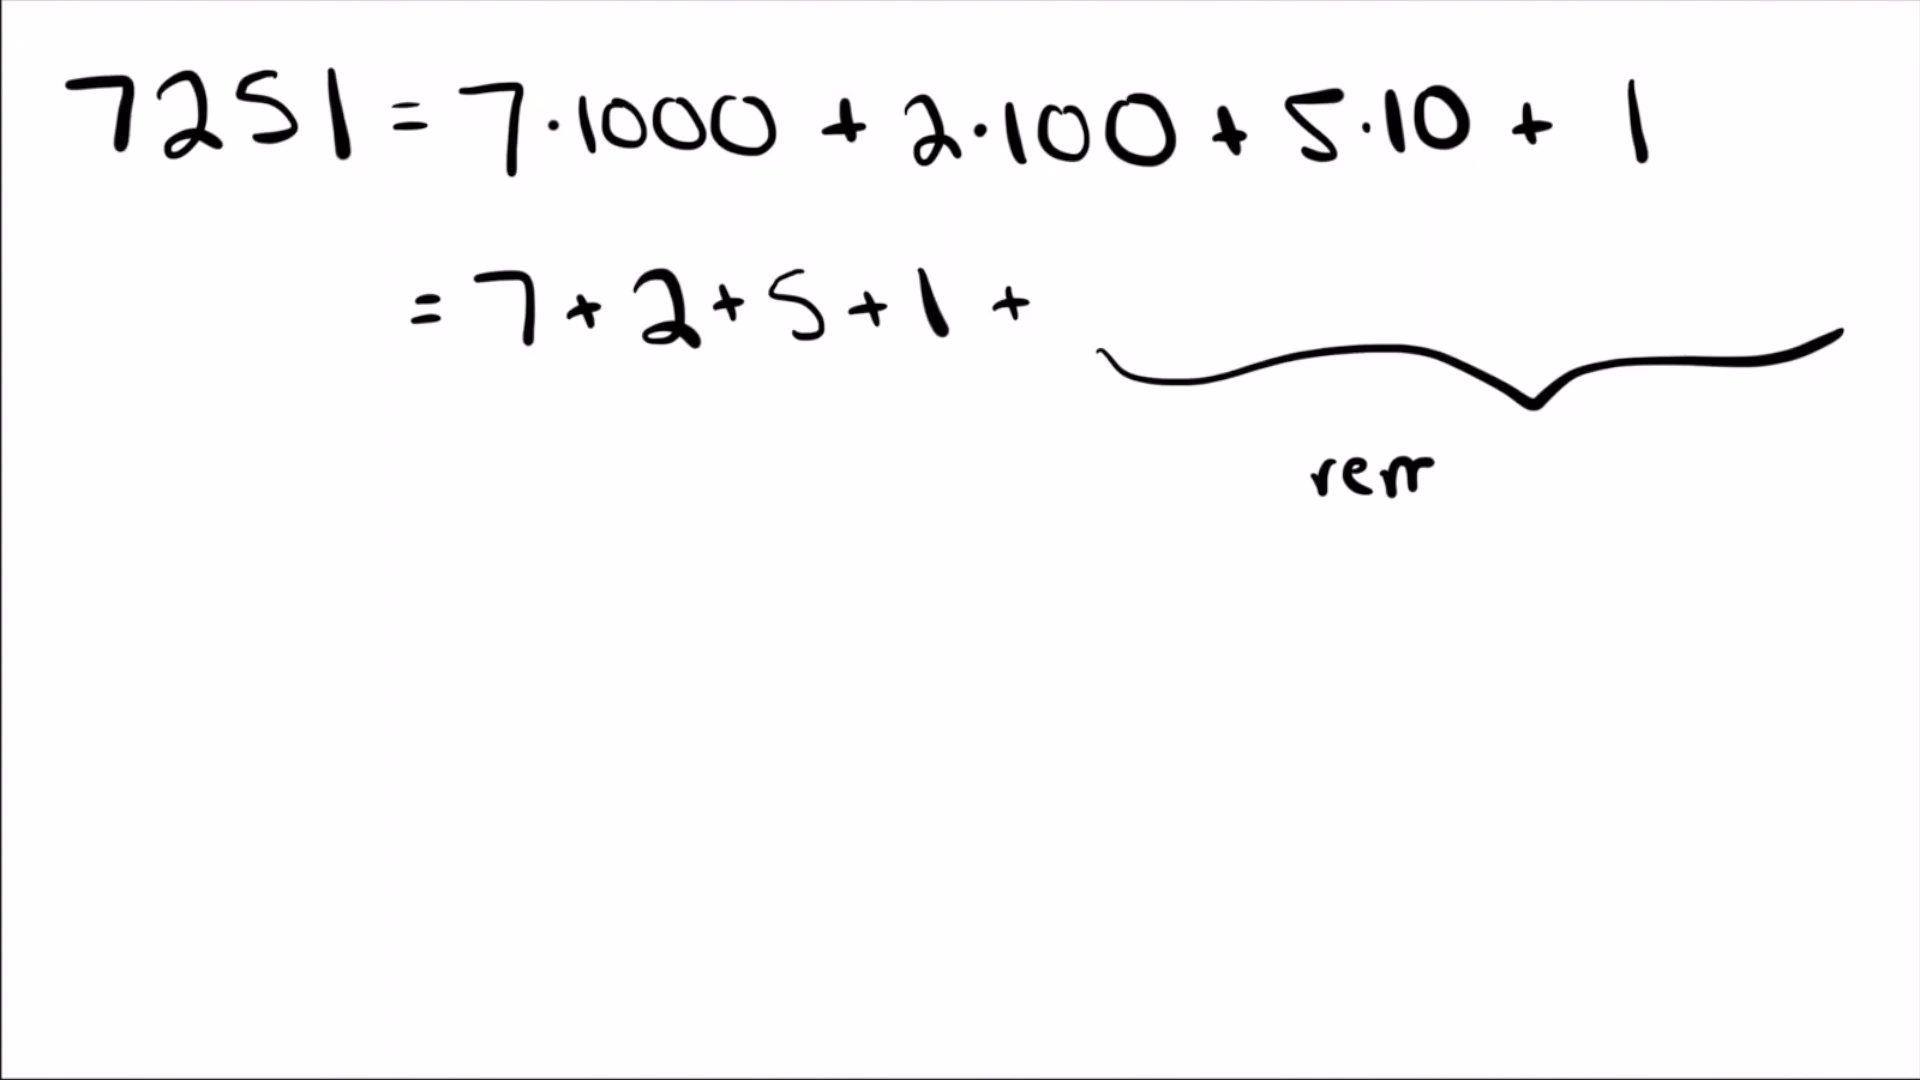 7251 = 7·1000 + 2·100 + 5·10 + 1
= 7 + 2 + 5 + 1 +
rem